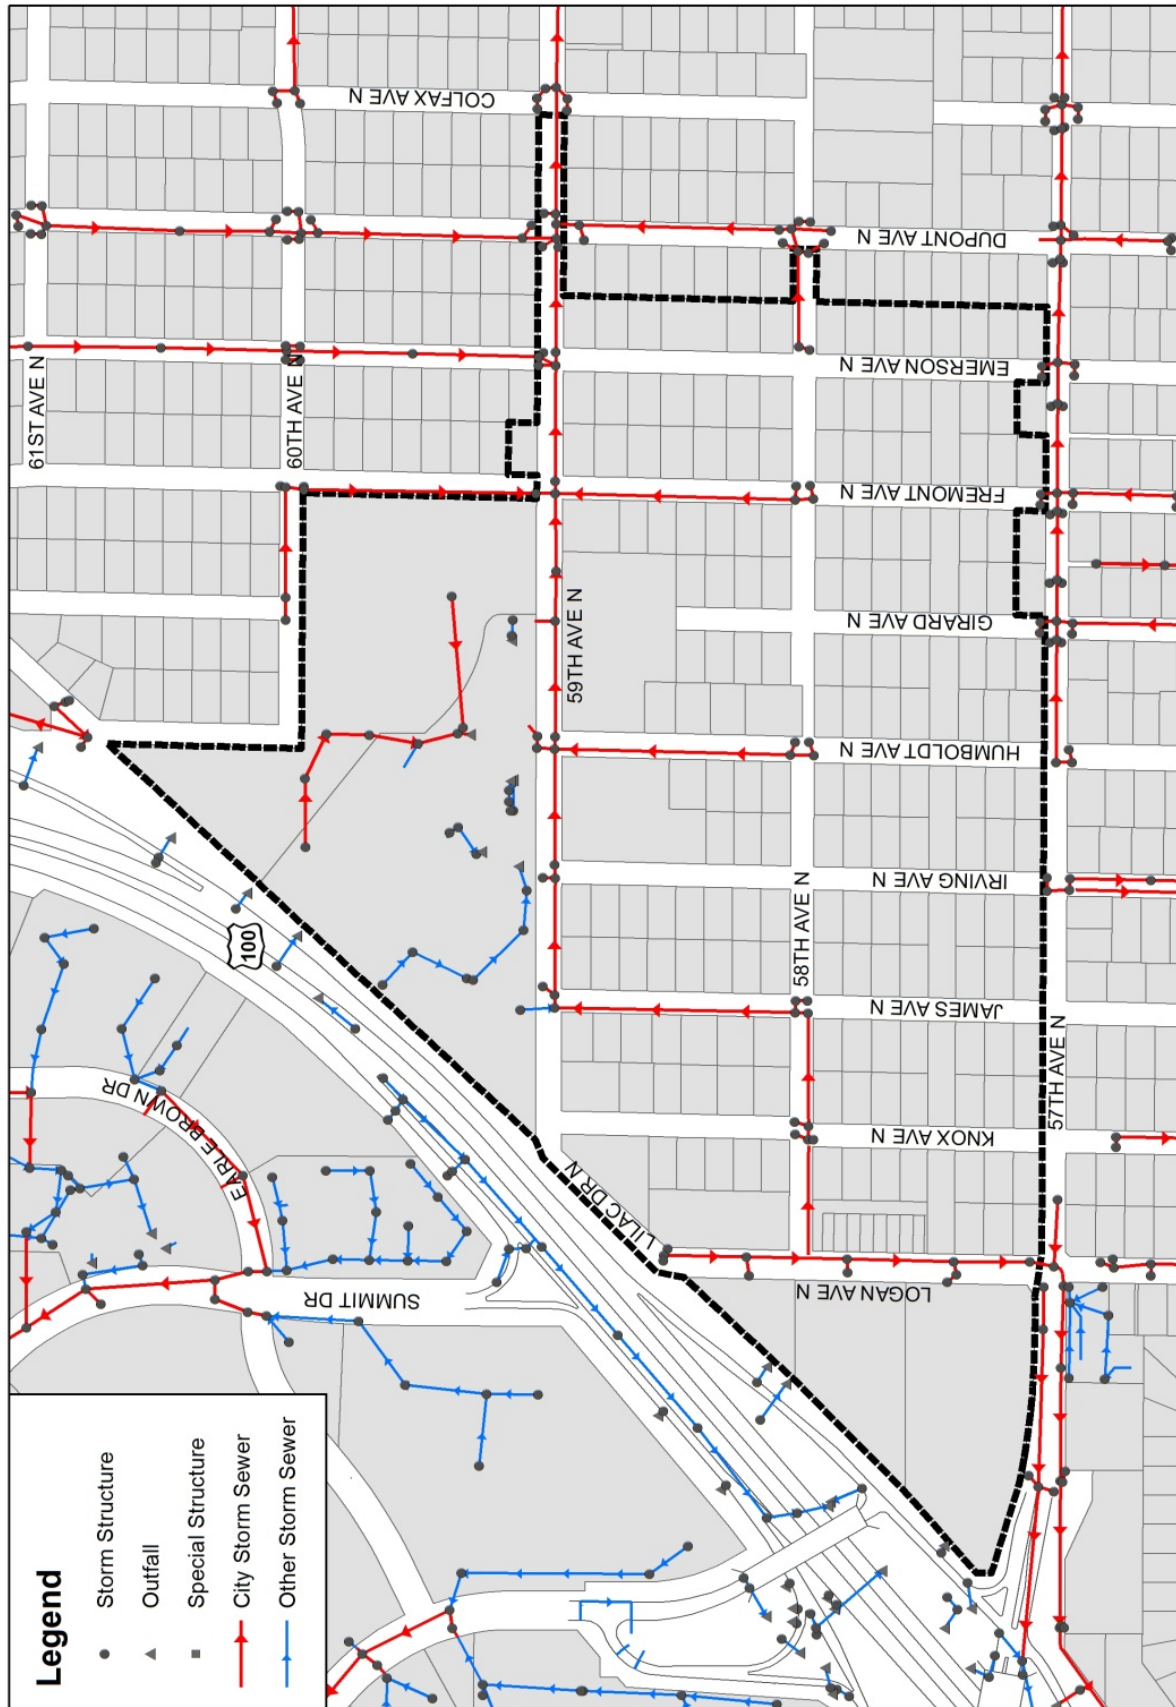 Legend
Storm Structure
Outfall
Special Structure
City Storm Sewer
Other Storm Sewer
61ST AVE N
60TH AVE N
COLFAX AVE N
DUPONT AVE N
EMERSON AVE N
FREMONT AVE N
59TH AVE N
GIRARD AVE N
HUMBOLDT AVE N
100
58TH AVE N
IRVING AVE N
JAMES AVE N
57TH AVE N
EARLE BROWN DR
KNOX AVE N
LILAC DR N
SUMMIT DR
LOGAN AVE N